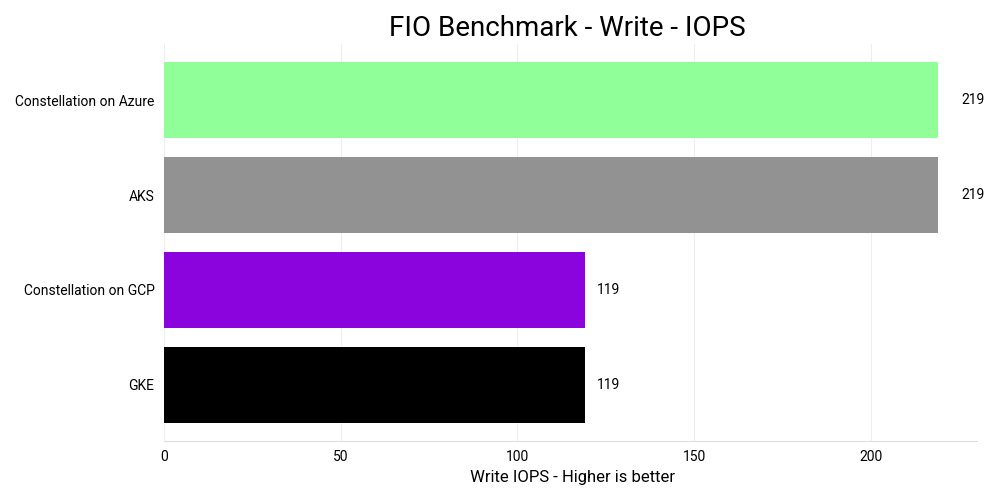 FIO Benchmark - Write - IOPS
Constellation on Azure
219
AKS
219
Constellation on GCP
119
GKE
119
0 50 100 150 200
Write IOPS - Higher is better